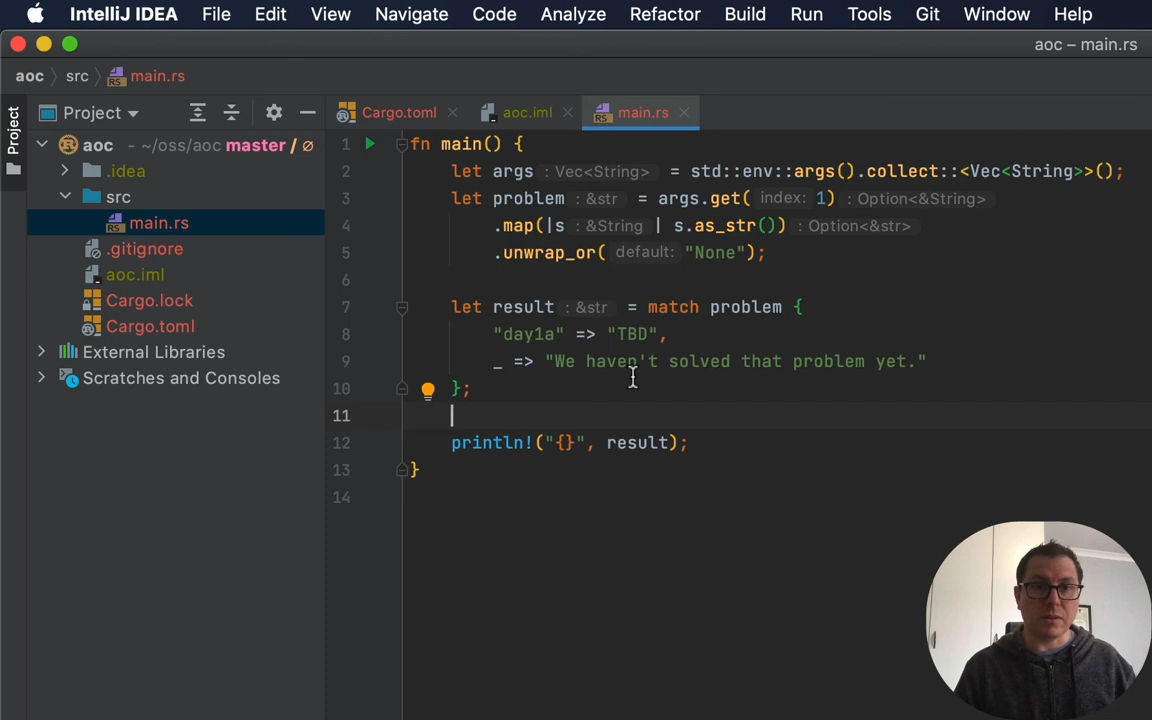 IntelliJ IDEA File Edit View Navigate Code Analyze Refactor Build Run Tools Git Window Help
aoc – main.rs
aoc src main.rs
Project
Project
Cargo.toml aoc.iml main.rs
aoc - ~/oss/aoc master / ∅
.idea
src
main.rs
.gitignore
aoc.iml
Cargo.lock
Cargo.toml
External Libraries
Scratches and Consoles
1 fn main() {
2 let args : Vec<String> = std::env::args().collect::<Vec<String>>();
3 let problem : &str = args.get( index: 1) : Option<&String>
4 .map(|s : &String | s.as_str()) : Option<&str>
5 .unwrap_or( default: "None");
6
7 let result : &str = match problem {
8 "day1a" => "TBD",
9 _ => "We haven't solved that problem yet."
10 };
11
12 println!("{}", result);
13 }
14